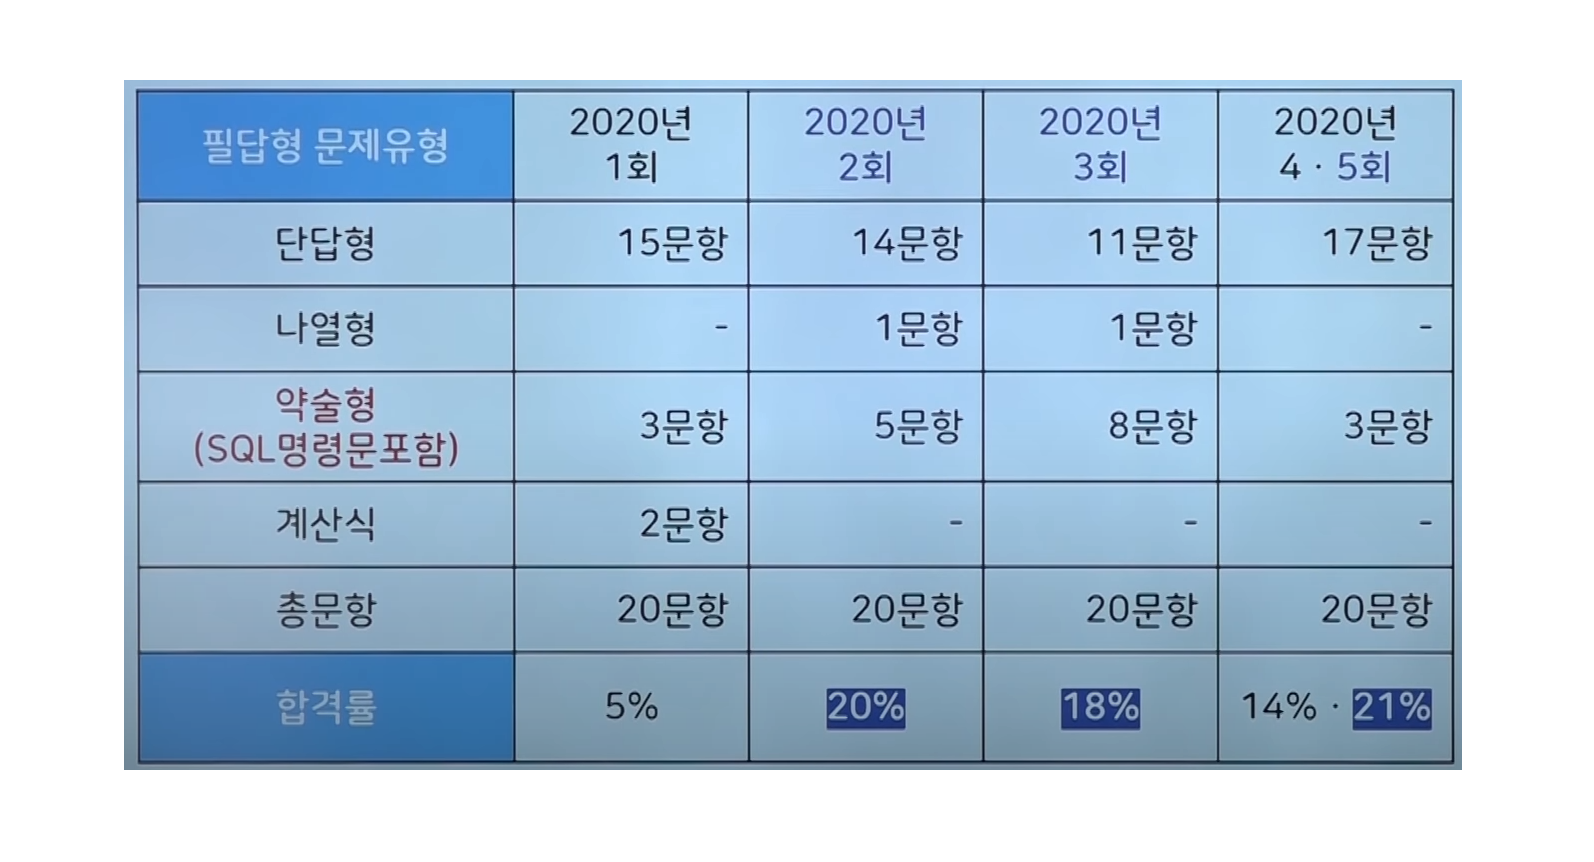 필답형 문제유형 2020년 1회 2020년 2회 2020년 3회 2020년 4 · 5회
단답형 15문항 14문항 11문항 17문항
나열형 - 1문항 1문항 -
약술형 (SQL명령문포함) 3문항 5문항 8문항 3문항
계산식 2문항 - - -
총문항 20문항 20문항 20문항 20문항
합격률 5% 20% 18% 14% · 21%